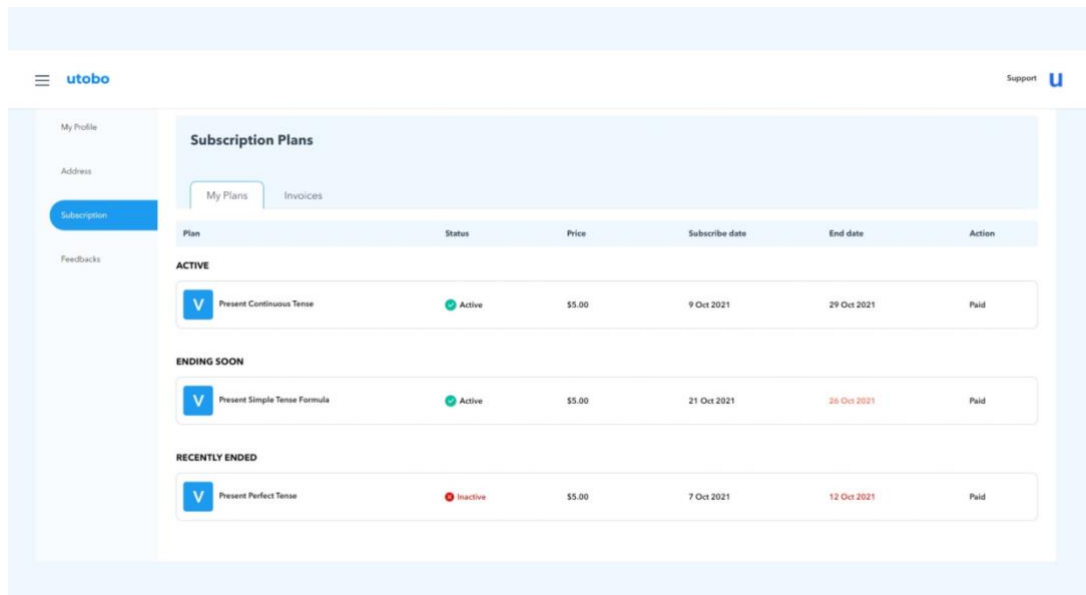 utobo
Support
u
My Profile
Address
Subscription
Feedbacks
Subscription Plans
My Plans Invoices
Plan Status Price Subscribe date End date Action
ACTIVE
V Present Continuous Tense Active $5.00 9 Oct 2021 29 Oct 2021 Paid
ENDING SOON
V Present Simple Tense Formula Active $5.00 21 Oct 2021 26 Oct 2021 Paid
RECENTLY ENDED
V Present Perfect Tense Inactive $5.00 7 Oct 2021 12 Oct 2021 Paid